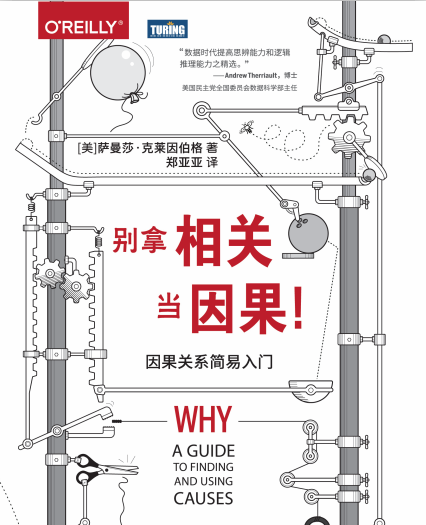 O'REILLY®
TURING
“数据时代提高思辨能力和逻辑
推理能力之精选。”
——Andrew Therriault，博士
美国民主党全国委员会数据科学部主任
[美]萨曼莎·克莱因伯格 著
郑亚亚 译
别拿 相关
当 因果!
因果关系简易入门
WHY
A GUIDE
TO FINDING
AND USING
CAUSES